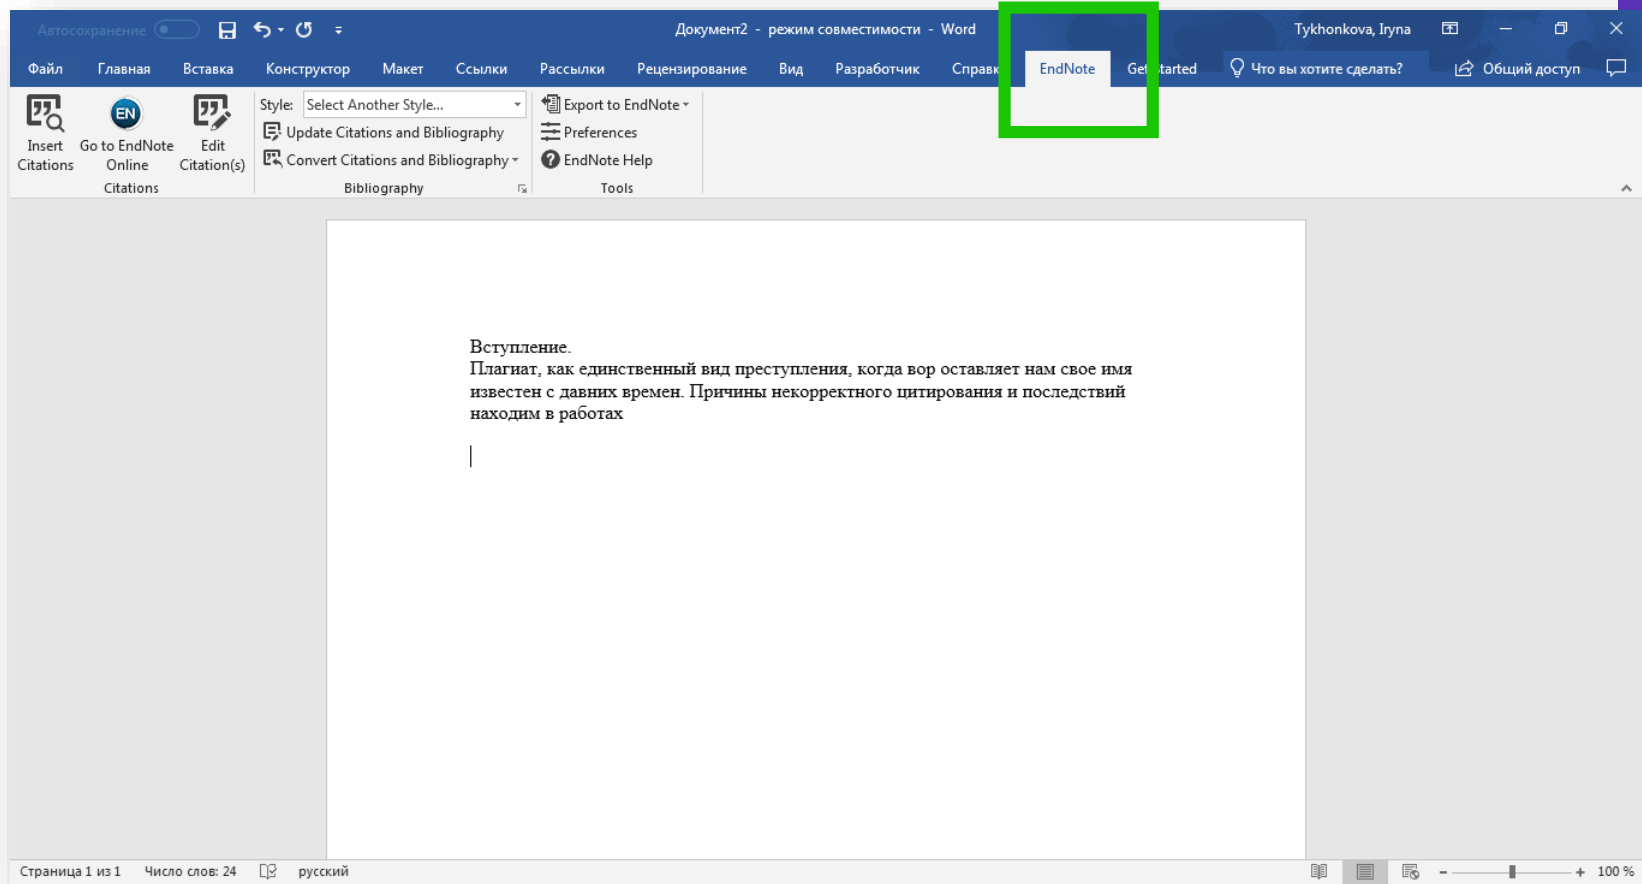 Автосохранение
Документ2 - режим совместимости - Word
Tykhonkova, Iryna
Файл Главная Вставка Конструктор Макет Ссылки Рассылки Рецензирование Вид Разработчик Справк EndNote Get Started Что вы хотите сделать? Общий доступ
Insert Citations
Go to EndNote Online
Edit Citation(s)
Citations
Style: Select Another Style...
Update Citations and Bibliography
Convert Citations and Bibliography
Bibliography
Export to EndNote
Preferences
EndNote Help
Tools
Вступление.
Плагиат, как единственный вид преступления, когда вор оставляет нам свое имя
известен с давних времен. Причины некорректного цитирования и последствий
находим в работах
Страница 1 из 1 Число слов: 24 русский 100 %